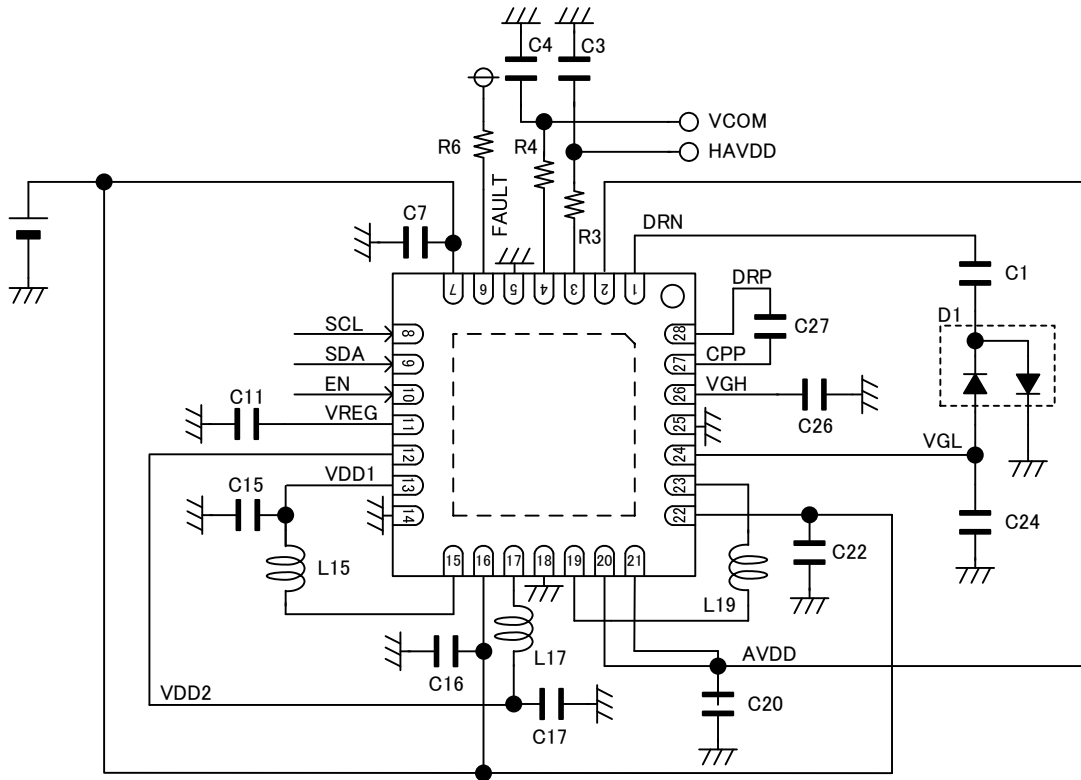 C4
C3
R6
R4
VCOM
HAVDD
FAULT
C7
R3
DRN
C1
7
6
5
4
3
2
1
DRP
D1
SCL
8
28
C27
SDA
9
27
CPP
EN
10
26
VGH
C11
VREG
11
25
C26
12
24
VGL
C15
VDD1
13
23
14
22
C24
C22
15
16
17
18
19
20
21
L15
L19
C16
L17
AVDD
VDD2
C17
C20